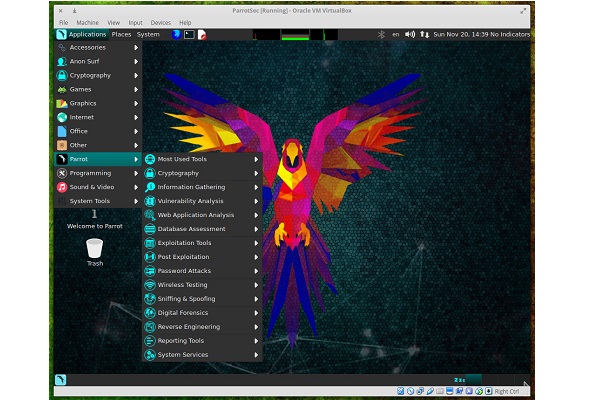 ParrotSec [Running] - Oracle VM VirtualBox
File Machine View Input Devices Help
Applications Places System en Sun Nov 20, 14:39 No Indicators
Accessories
Anon Surf
Cryptography
Games
Graphics
Internet
Office
Other
Parrot
Programming
Sound & Video
System Tools
Most Used Tools
Cryptography
Information Gathering
Vulnerability Analysis
Web Application Analysis
Database Assessment
Exploitation Tools
Post Exploitation
Password Attacks
Wireless Testing
Sniffing & Spoofing
Digital Forensics
Reverse Engineering
Reporting Tools
System Services
Welcome to Parrot
Trash
Right Ctrl